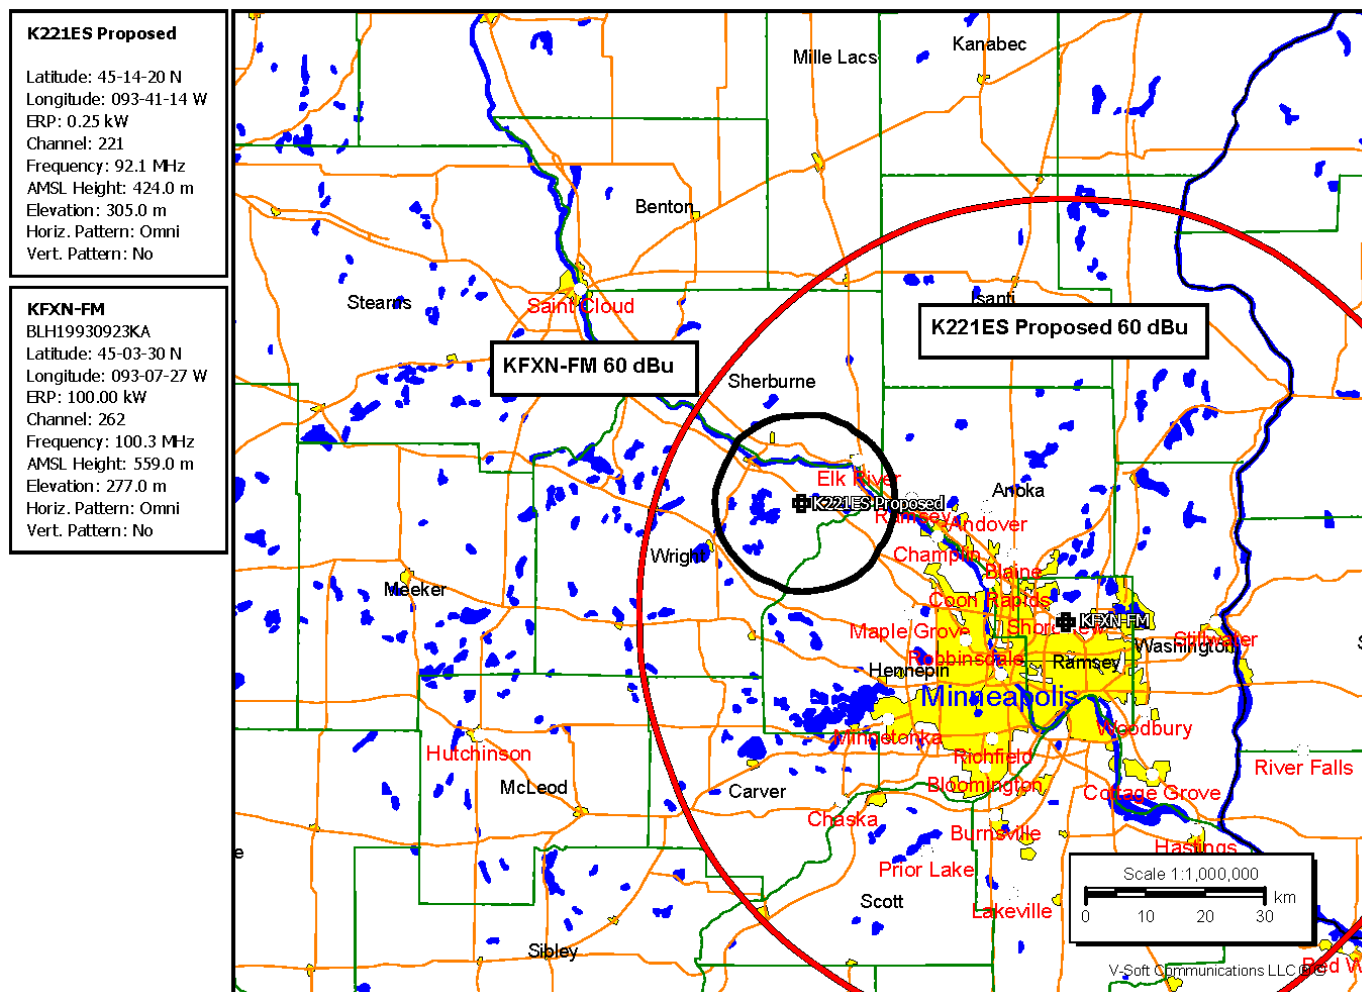 K221ES Proposed
Latitude: 45-14-20 N
Longitude: 093-41-14 W
ERP: 0.25 kW
Channel: 221
Frequency: 92.1 MHz
AMSL Height: 424.0 m
Elevation: 305.0 m
Horiz. Pattern: Omni
Vert. Pattern: No
KFXN-FM
BLH19930923KA
Latitude: 45-03-30 N
Longitude: 093-07-27 W
ERP: 100.00 kW
Channel: 262
Frequency: 100.3 MHz
AMSL Height: 559.0 m
Elevation: 277.0 m
Horiz. Pattern: Omni
Vert. Pattern: No
Kanabec
Mille Lacs
Benton
Stearns
Saint Cloud
Isanti
K221ES Proposed 60 dBu
KFXN-FM 60 dBu
Sherburne
Elk River
Anoka
K221ES Proposed
Ramsey
Andover
Wright
Champlin
Blaine
Meeker
Coon Rapids
KFXN-FM
Maple Grove
Stillwater
Robbinsdale
Ramsey
Washington
Hennepin
Minneapolis
Minnetonka
Woodbury
Hutchinson
Richfield
River Falls
McLeod
Carver
Bloomington
Cottage Grove
Chaska
Burnsville
Hastings
e
Prior Lake
Scale 1:1,000,000
km
0 10 20 30
Scott
Lakeville
Sibley
V-Soft Communications LLC